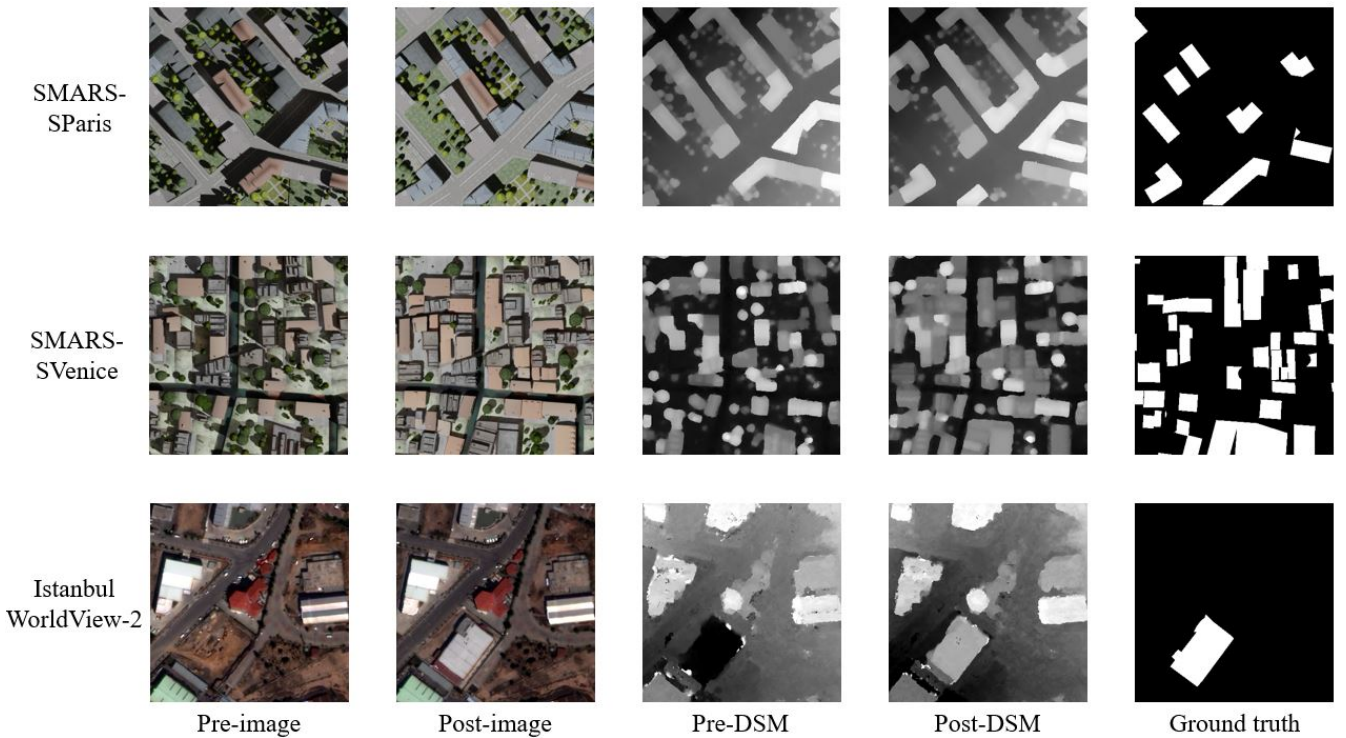 SMARS-
SParis
SMARS-
SVenice
Istanbul
WorldView-2
Pre-image
Post-image
Pre-DSM
Post-DSM
Ground truth